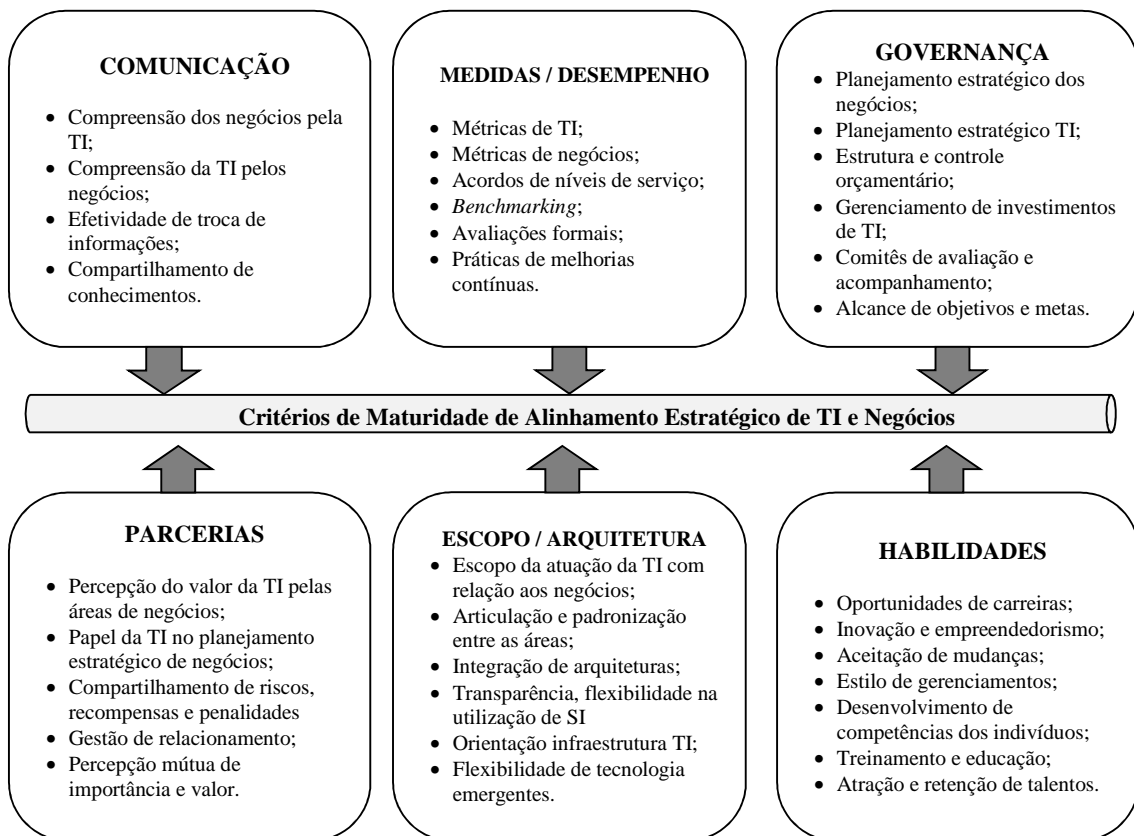 COMUNICAÇÃO
• Compreensão dos negócios pela
TI;
• Compreensão da TI pelos
negócios;
• Efetividade de troca de
informações;
• Compartilhamento de
conhecimentos.
MEDIDAS / DESEMPENHO
• Métricas de TI;
• Métricas de negócios;
• Acordos de níveis de serviço;
• Benchmarking;
• Avaliações formais;
• Práticas de melhorias
contínuas.
GOVERNANÇA
• Planejamento estratégico dos
negócios;
• Planejamento estratégico TI;
• Estrutura e controle
orçamentário;
• Gerenciamento de investimentos
de TI;
• Comitês de avaliação e
acompanhamento;
• Alcance de objetivos e metas.
Critérios de Maturidade de Alinhamento Estratégico de TI e Negócios
PARCERIAS
• Percepção do valor da TI pelas
áreas de negócios;
• Papel da TI no planejamento
estratégico de negócios;
• Compartilhamento de riscos,
recompensas e penalidades
• Gestão de relacionamento;
• Percepção mútua de
importância e valor.
ESCOPO / ARQUITETURA
• Escopo da atuação da TI com
relação aos negócios;
• Articulação e padronização
entre as áreas;
• Integração de arquiteturas;
• Transparência, flexibilidade na
utilização de SI
• Orientação infraestrutura TI;
• Flexibilidade de tecnologia
emergentes.
HABILIDADES
• Oportunidades de carreiras;
• Inovação e empreendedorismo;
• Aceitação de mudanças;
• Estilo de gerenciamentos;
• Desenvolvimento de
competências dos indivíduos;
• Treinamento e educação;
• Atração e retenção de talentos.